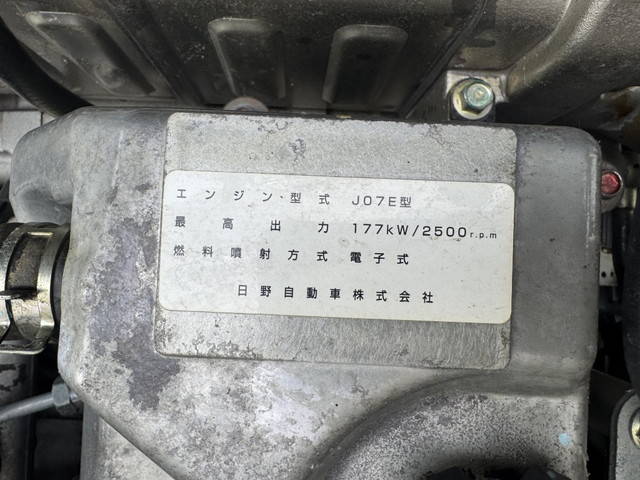 エンジン・型式 J07E型
最高出力 177kW/2500r.p.m
燃料噴射方式 電子式
日野自動車株式会社